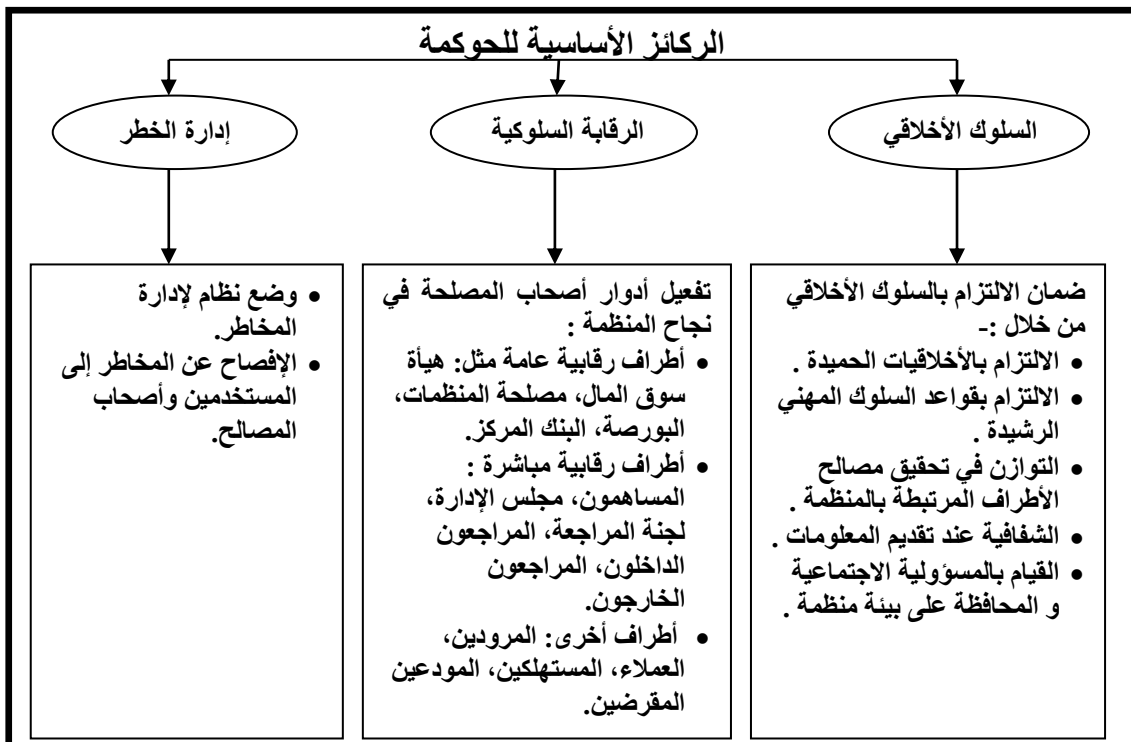 الركائز الأساسية للحوكمة
السلوك الأخلاقي
الرقابة السلوكية
إدارة الخطر
ضمان الالتزام بالسلوك الأخلاقي
من خلال :-
• الالتزام بالأخلاقيات الحميدة .
• الالتزام بقواعد السلوك المهني
الرشيدة .
• التوازن في تحقيق مصالح
الأطراف المرتبطة بالمنظمة .
• الشفافية عند تقديم المعلومات .
• القيام بالمسؤولية الاجتماعية
و المحافظة على بيئة منظمة .
تفعيل أدوار أصحاب المصلحة في
نجاح المنظمة :
• أطراف رقابية عامة مثل: هيأة
سوق المال، مصلحة المنظمات،
البورصة، البنك المركز.
• أطراف رقابية مباشرة :
المساهمون، مجلس الإدارة،
لجنة المراجعة، المراجعون
الداخلون، المراجعون
الخارجون.
• أطراف أخرى: المرودين،
العملاء، المستهلكين، المودعين
المقرضين.
• وضع نظام لإدارة
المخاطر.
• الإفصاح عن المخاطر إلى
المستخدمين وأصحاب
المصالح.